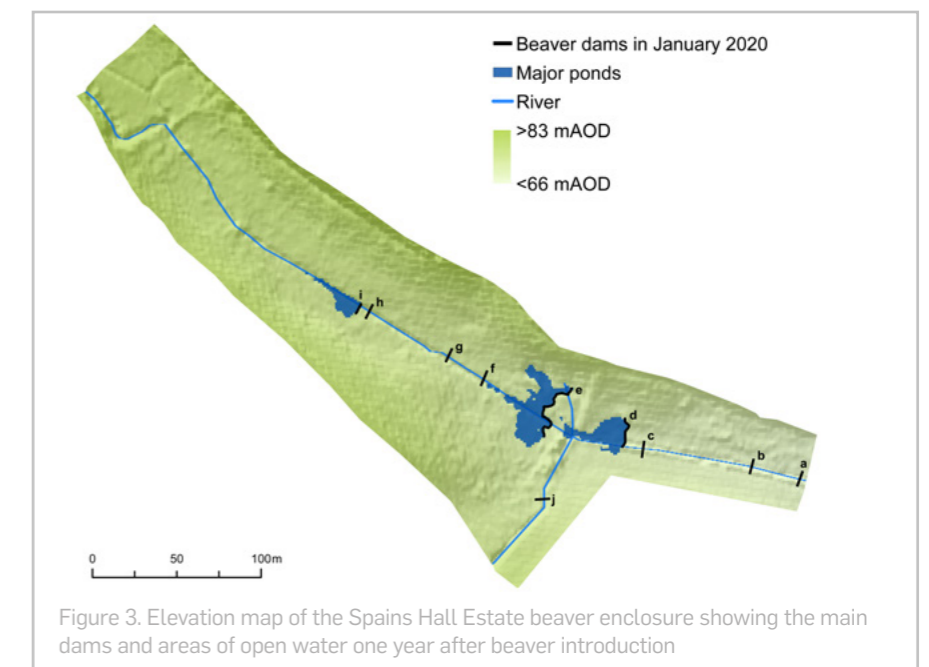 Beaver dams in January 2020
Major ponds
River
>83 mAOD
<66 mAOD
i
h
g
f
e
d
c
b
a
j
0 50 100m
Figure 3. Elevation map of the Spains Hall Estate beaver enclosure showing the main
dams and areas of open water one year after beaver introduction